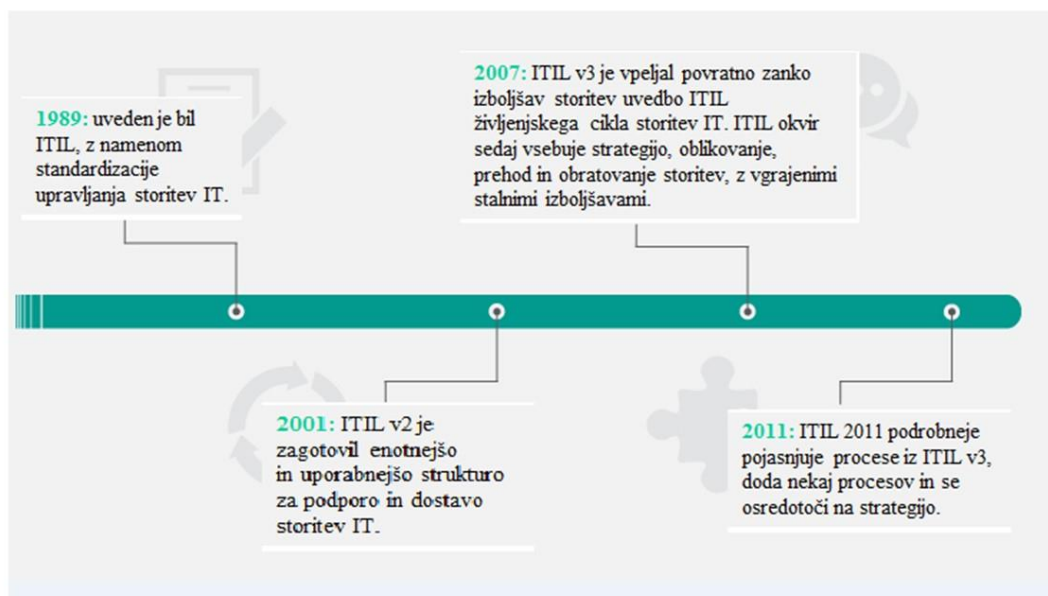 1989: uveden je bil
ITIL, z namenom
standardizacije
upravljanja storitev IT.
2001: ITIL v2 je
zagotovil enotnejšo
in uporabnejšo strukturo
za podporo in dostavo
storitev IT.
2007: ITIL v3 je vpeljal povratno zanko
izboljšav storitev uvedbo ITIL
življenjskega cikla storitev IT. ITIL okvir
sedaj vsebuje strategijo, oblikovanje,
prehod in obratovanje storitev, z vgrajenimi
stalnimi izboljšavami.
2011: ITIL 2011 podrobneje
pojasnjuje procese iz ITIL v3,
doda nekaj procesov in se
osredotoči na strategijo.